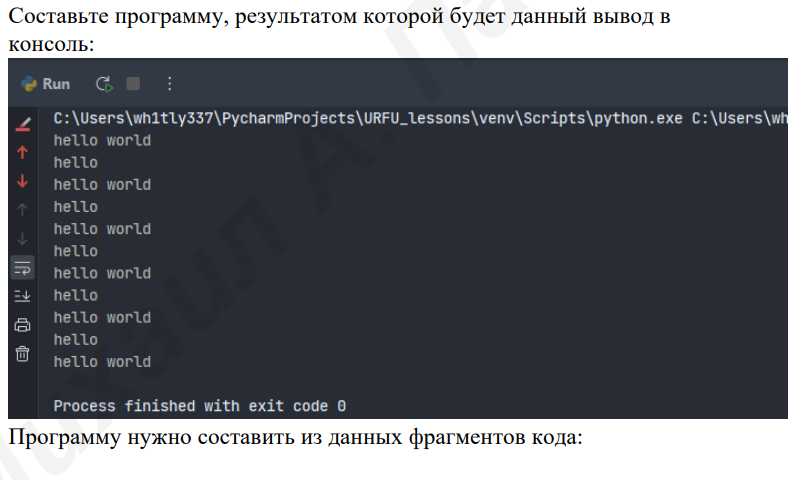 Составьте программу, результатом которой будет данный вывод в
консоль:
Run
C:\Users\wh1tly337\PycharmProjects\URFU_lessons\venv\Scripts\python.exe C:\Users\wh
hello world
hello
hello world
hello
hello world
hello
hello world
hello
hello world
hello
hello world
Process finished with exit code 0
Программу нужно составить из данных фрагментов кода: